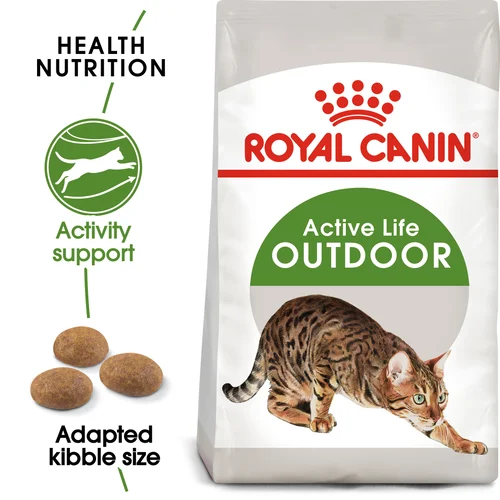 HEALTH
NUTRITION
Activity
support
Adapted
kibble size
ROYAL CANIN®
Active Life
OUTDOOR